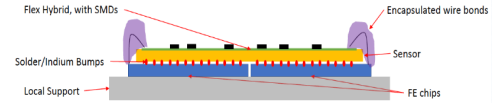 Flex Hybrid, with SMDs
Encapsulated wire bonds
Sensor
Solder/Indium Bumps
Local Support
FE chips